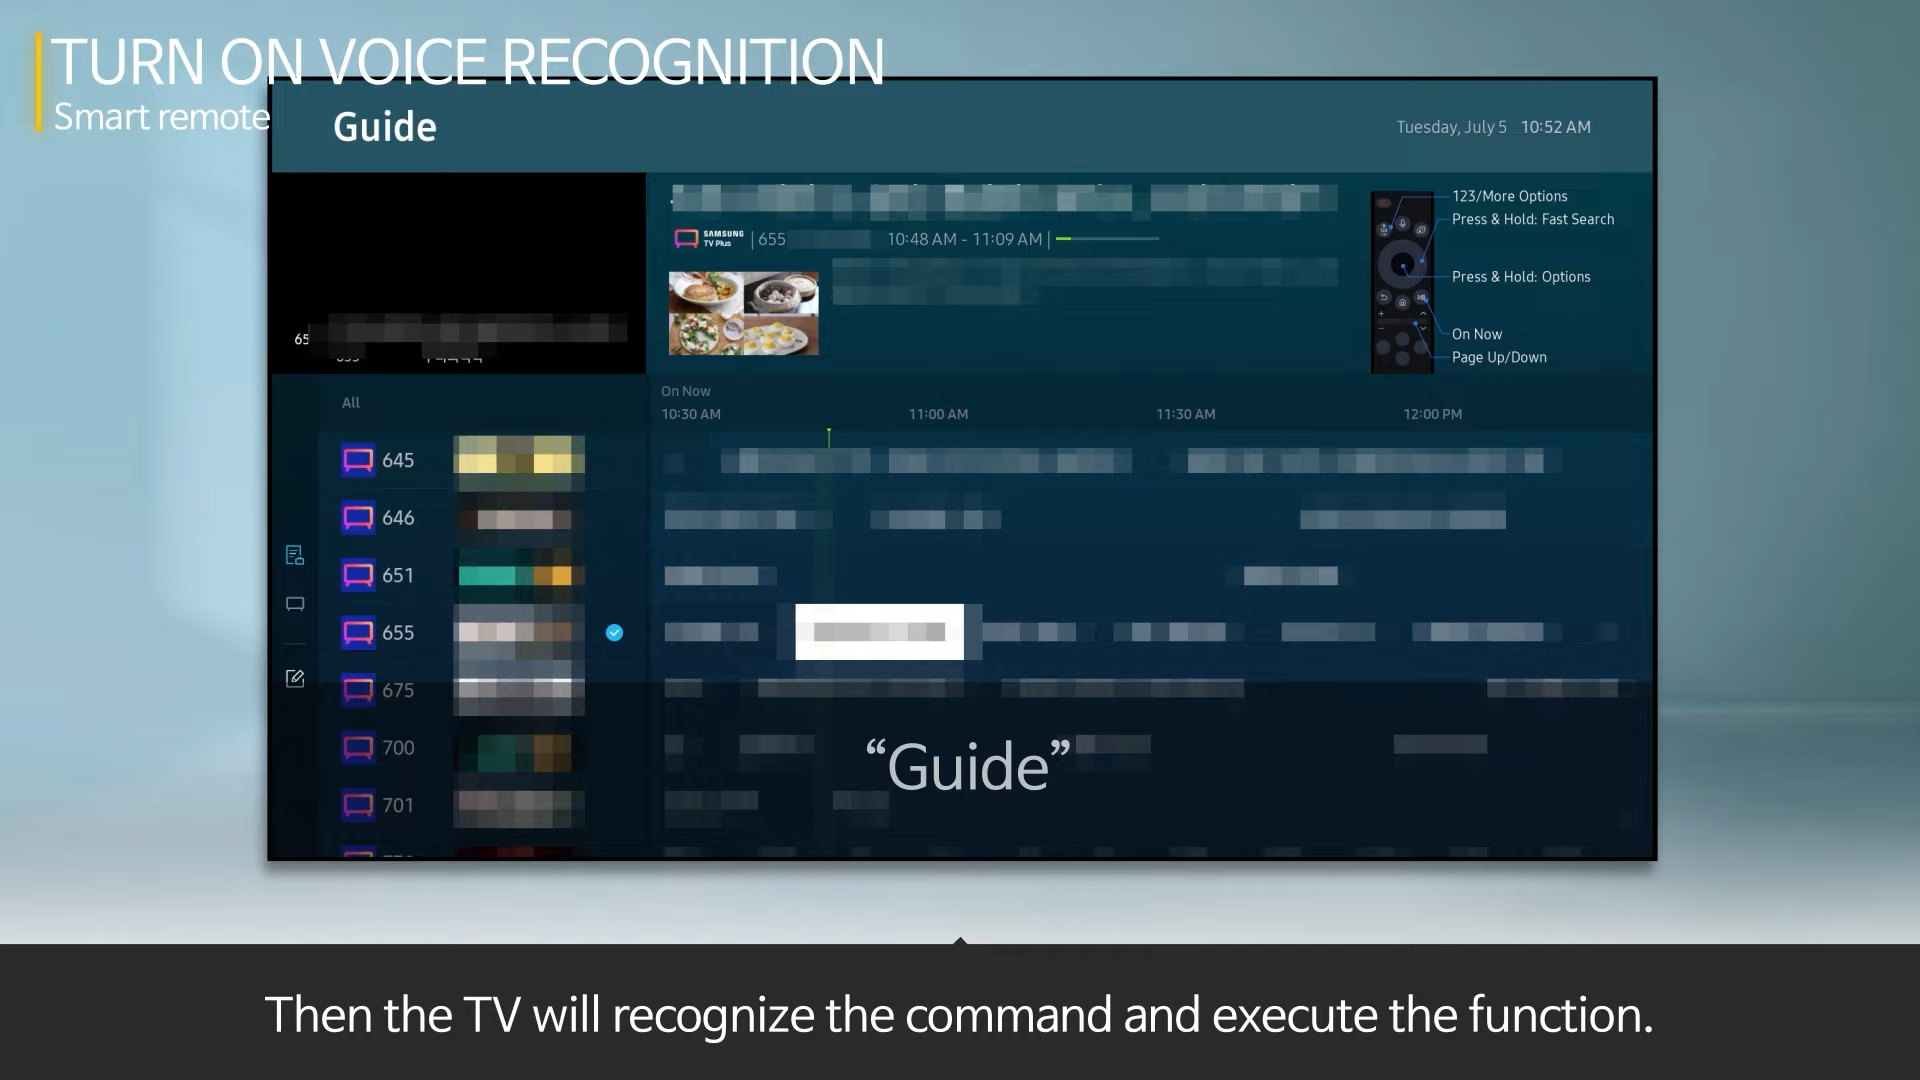 TURN ON VOICE RECOGNITION
Smart remote
Guide
Tuesday, July 5 10:52 AM
SAMSUNG
TV Plus
655
10:48 AM - 11:09 AM
123/More Options
Press & Hold: Fast Search
Press & Hold: Options
On Now
Page Up/Down
All
On Now
10:30 AM 11:00 AM 11:30 AM 12:00 PM
645
646
651
655
675
700
701
“Guide”
Then the TV will recognize the command and execute the function.